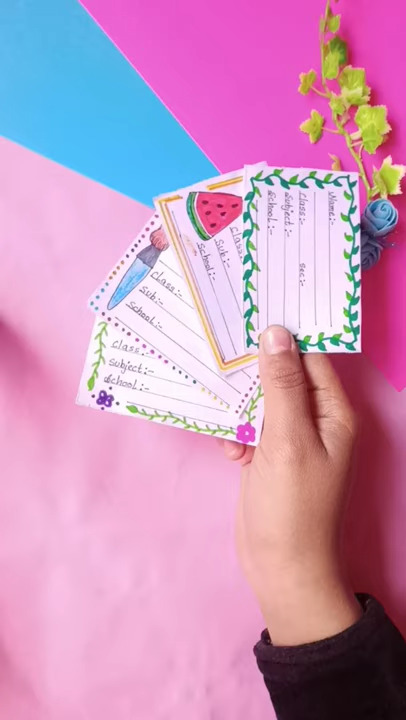 Name:-
Class:- Sec:-
Subject:-
School:-
Class:
Sub:-
School:-
Class:-
Sub:-
School:-
Class:-
Subject:-
School:-